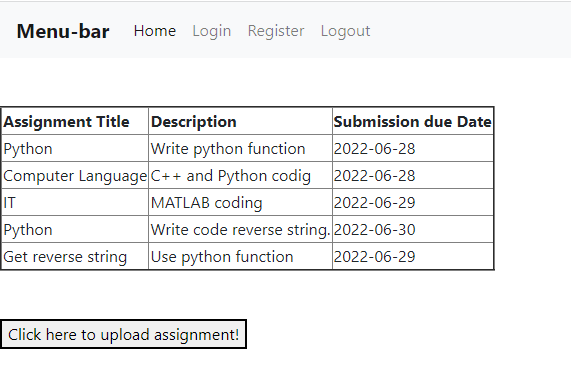 Menu-bar Home Login Register Logout
Assignment Title Description Submission due Date
Python Write python function 2022-06-28
Computer Language C++ and Python codig 2022-06-28
IT MATLAB coding 2022-06-29
Python Write code reverse string. 2022-06-30
Get reverse string Use python function 2022-06-29
Click here to upload assignment!